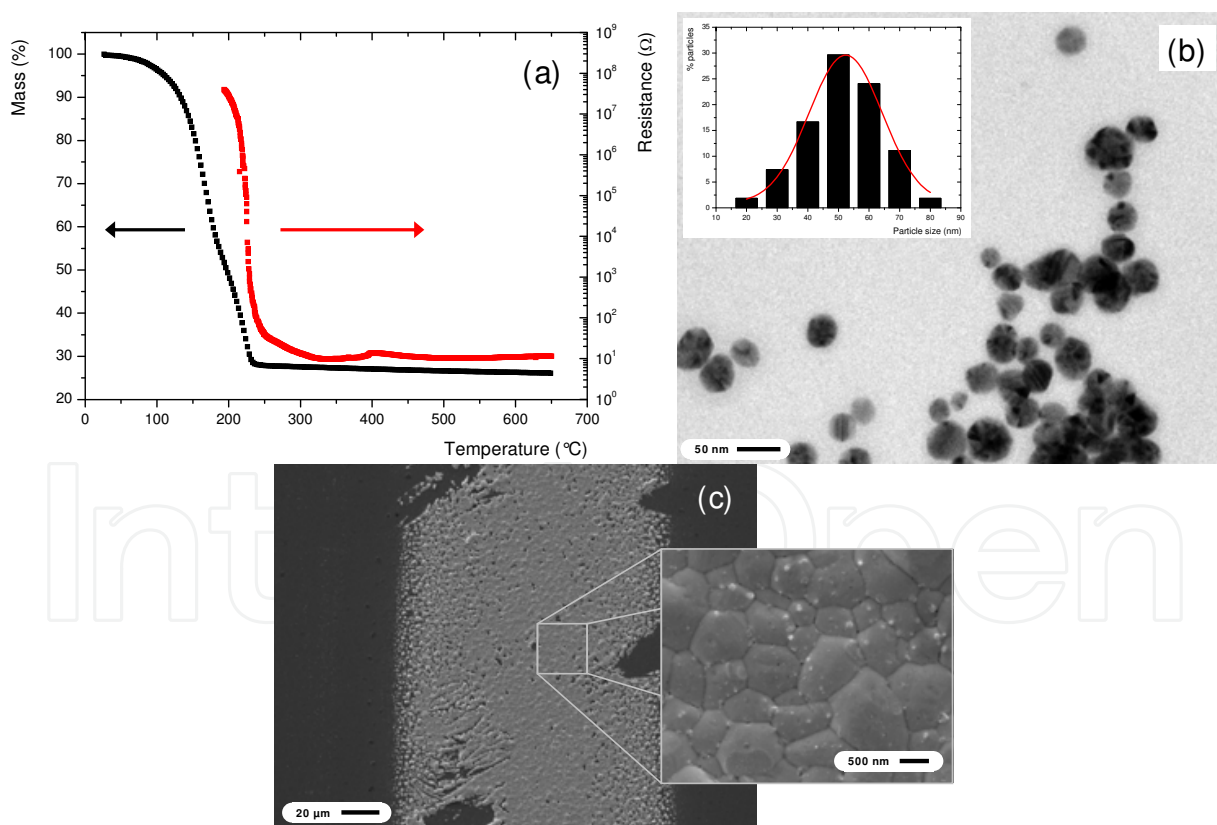 (a)
Mass (%)
100
90
80
70
60
50
40
30
20
0 100 200 300 400 500 600 700
Temperature (°C)
Resistance (Ω)
10⁹
10⁸
10⁷
10⁶
10⁵
10⁴
10³
10²
10¹
10⁰
(b)
% particles
35
30
25
20
15
10
5
0
10 20 30 40 50 60 70 80 90
Particle size (nm)
50 nm
(c)
20 µm
500 nm